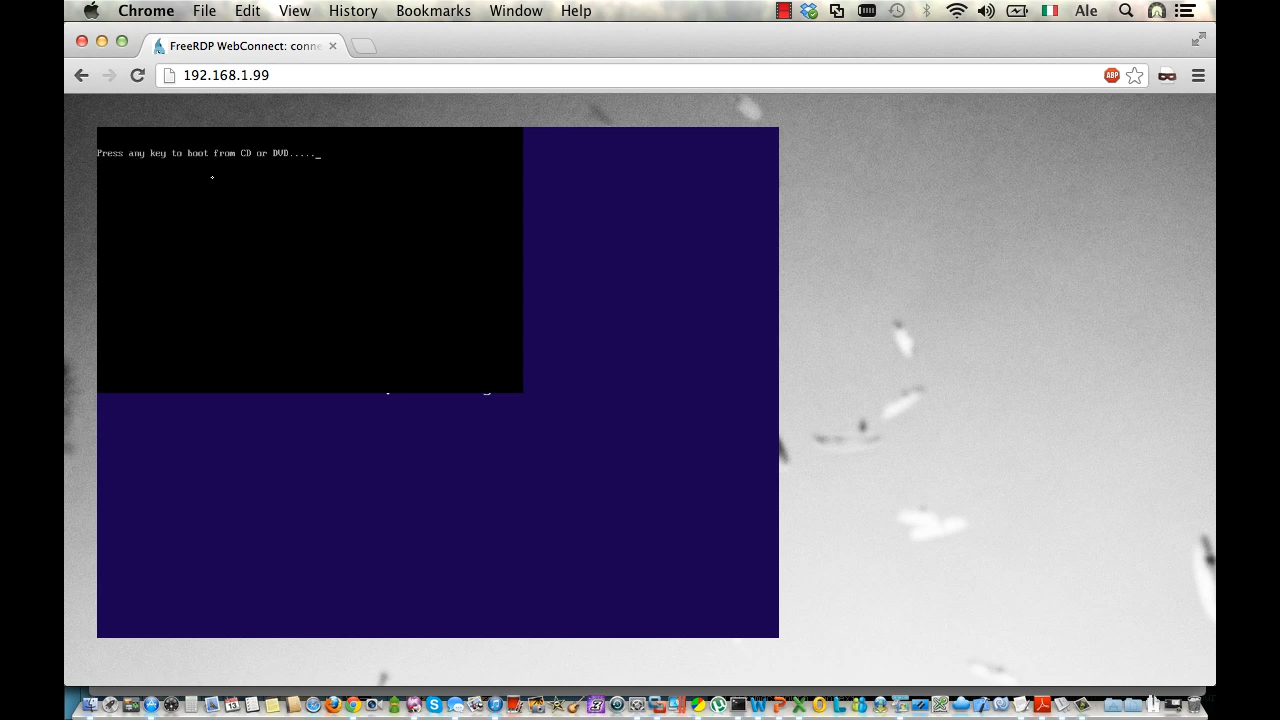 Chrome File Edit View History Bookmarks Window Help Ale
FreeRDP WebConnect: conne
192.168.1.99
ABP
Press any key to boot from CD or DVD....._